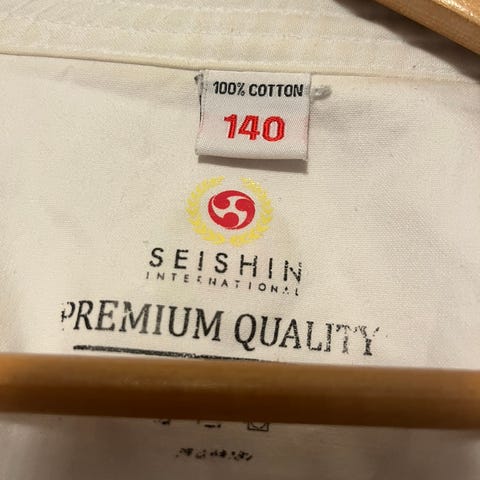 100% COTTON
140
SEISHIN
INTERNATIONAL
PREMIUM QUALITY